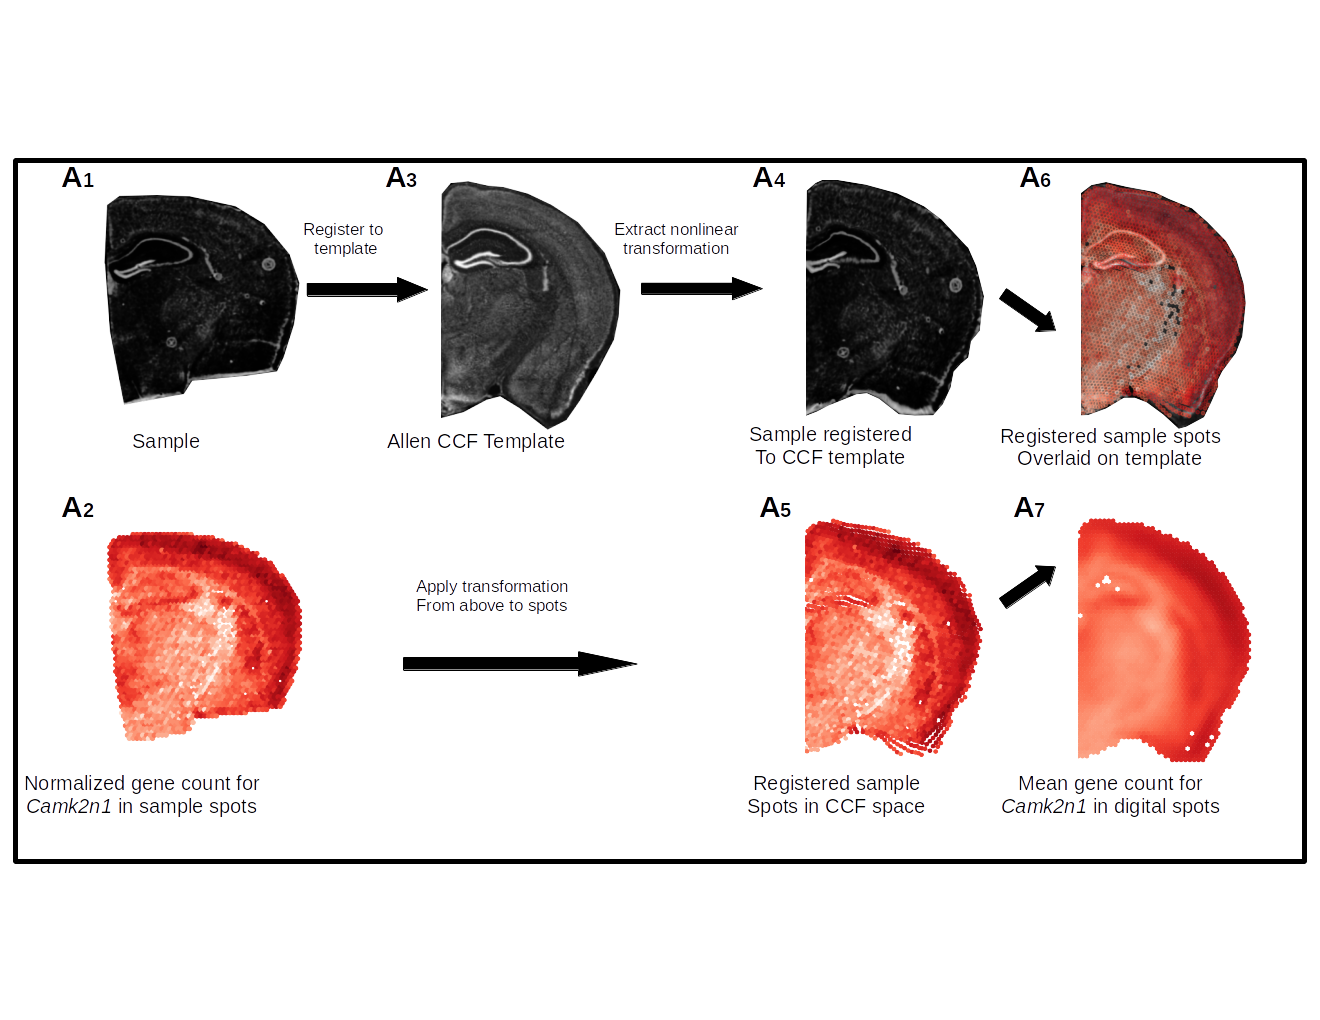 A1
A3
A4
A6
Register to
template
Extract nonlinear
transformation
Sample
Allen CCF Template
Sample registered
To CCF template
Registered sample spots
Overlaid on template
A2
A5
A7
Apply transformation
From above to spots
Normalized gene count for
Camk2n1 in sample spots
Registered sample
Spots in CCF space
Mean gene count for
Camk2n1 in digital spots